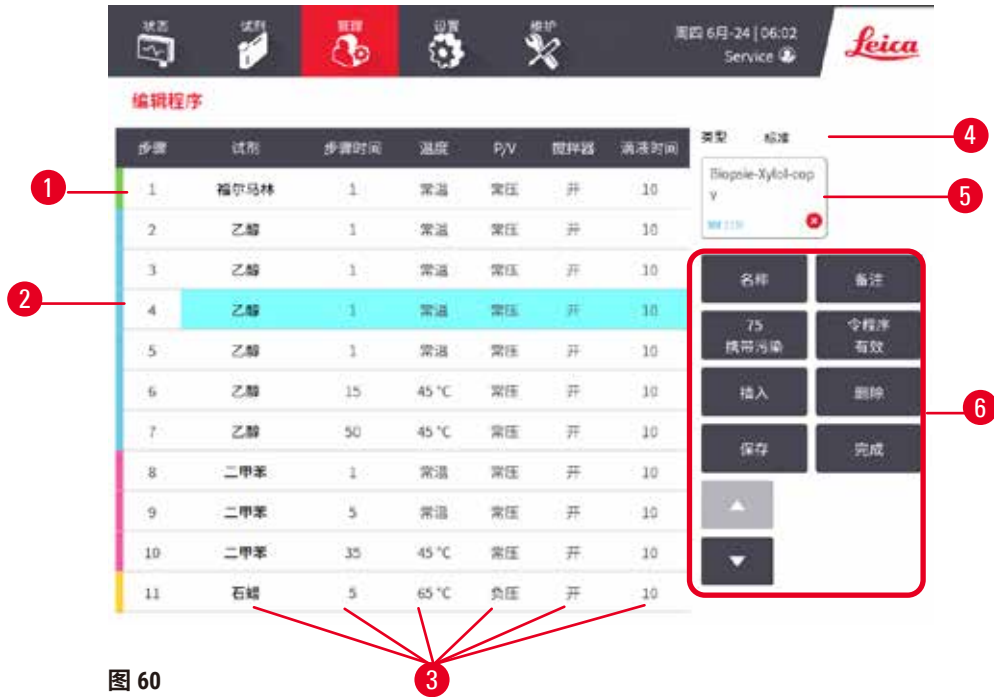 状态 试剂 管理 设置 维护
周四 6月-24 | 06:02
Service
Leica
编辑程序
步骤 试剂 步骤时间 温度 P/V 搅拌器 滴液时间
类型 标准
4
1
1 福尔马林 1 常温 常压 开 10
Biopsie-Xylol-cop
y
5
2 乙醇 1 常温 常压 开 10
3 乙醇 1 常温 常压 开 10
名称 备注
2
4 乙醇 1 常温 常压 开 10
75
携带污染
令程序
有效
5 乙醇 1 常温 常压 开 10
6 乙醇 15 45 °C 常压 开 10
插入 删除
6
7 乙醇 50 45 °C 常压 开 10
保存 完成
8 二甲苯 1 常温 常压 开 10
9 二甲苯 5 常温 常压 开 10
10 二甲苯 35 45 °C 常压 开 10
11 石蜡 5 65 °C 负压 开 10
3
图 60